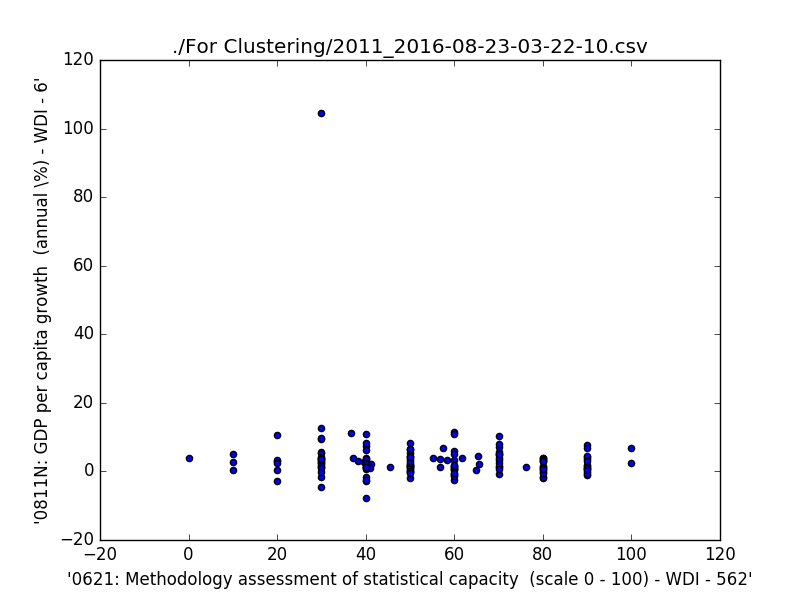 ./For Clustering/2011_2016-08-23-03-22-10.csv
120
100
80
60
40
20
0
−20
'0811N: GDP per capita growth  (annual \%) - WDI - 6'
−20 0 20 40 60 80 100 120
'0621: Methodology assessment of statistical capacity  (scale 0 - 100) - WDI - 562'